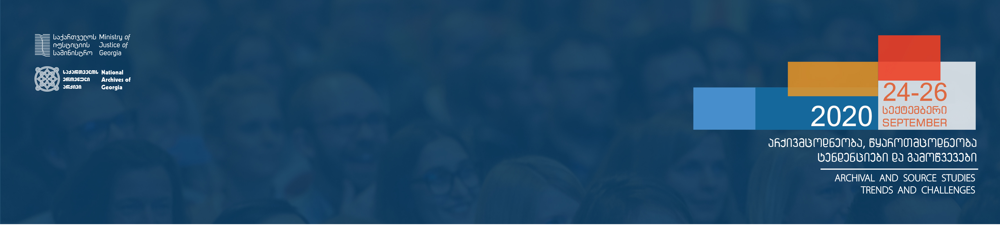 საქართველოს
იუსტიციის
სამინისტრო
Ministry of
Justice of
Georgia
საქართველოს
ეროვნული
არქივი
National
Archives of
Georgia
24-26
სექტემბერი
SEPTEMBER
2020
არქივმცოდნეობა, წყაროთმცოდნეობა
ტენდენციები და გამოწვევები
ARCHIVAL AND SOURCE STUDIES
TRENDS AND CHALLENGES